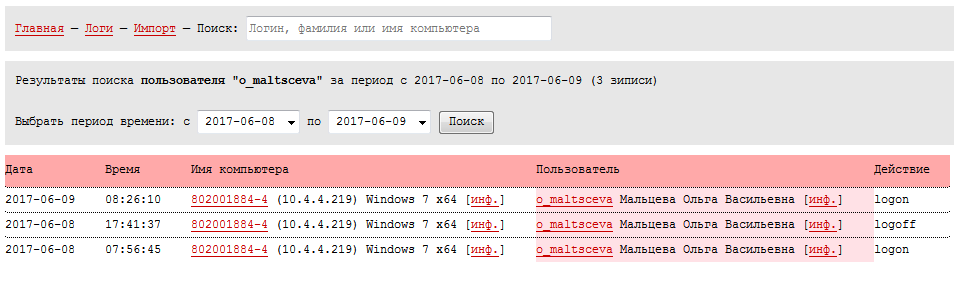 Главная — Логи — Импорт — Поиск: Логин, фамилия или имя компьютера
Результаты поиска пользователя "o_maltsceva" за период с 2017-06-08 по 2017-06-09 (3 зиписи)
Выбрать период времени: с 2017-06-08 по 2017-06-09 Поиск
Дата Время Имя компьютера Пользователь Действие
2017-06-09 08:26:10 802001884-4 (10.4.4.219) Windows 7 x64 [инф.] o_maltsceva Мальцева Ольга Васильевна [инф.] logon
2017-06-08 17:41:37 802001884-4 (10.4.4.219) Windows 7 x64 [инф.] o_maltsceva Мальцева Ольга Васильевна [инф.] logoff
2017-06-08 07:56:45 802001884-4 (10.4.4.219) Windows 7 x64 [инф.] o_maltsceva Мальцева Ольга Васильевна [инф.] logon